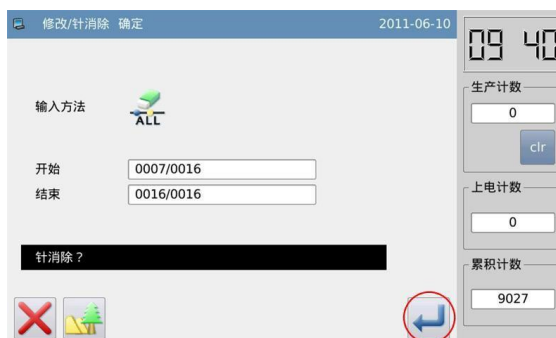 修改/针消除 确定 2011-06-10
09 40
生产计数
0
clr
输入方法
ALL
开始 0007/0016
结束 0016/0016
上电计数
0
针消除？
累积计数
9027